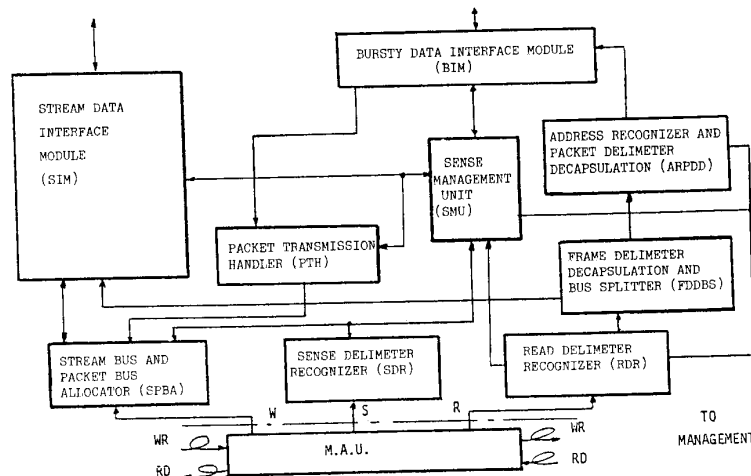 BURSTY DATA INTERFACE MODULE
(BIM)
STREAM DATA
INTERFACE
MODULE
(SIM)
SENSE
MANAGEMENT
UNIT
(SMU)
ADDRESS RECOGNIZER AND
PACKET DELIMETER
DECAPSULATION (ARPDD)
PACKET TRANSMISSION
HANDLER (PTH)
FRAME DELIMETER
DECAPSULATION AND
BUS SPLITTER (FDDBS)
STREAM BUS AND
PACKET BUS
ALLOCATOR (SPBA)
SENSE DELIMETER
RECOGNIZER (SDR)
READ DELIMETER
RECOGNIZER (RDR)
W
S
R
TO
MANAGEMENT
WR
M.A.U.
WR
RD
RD